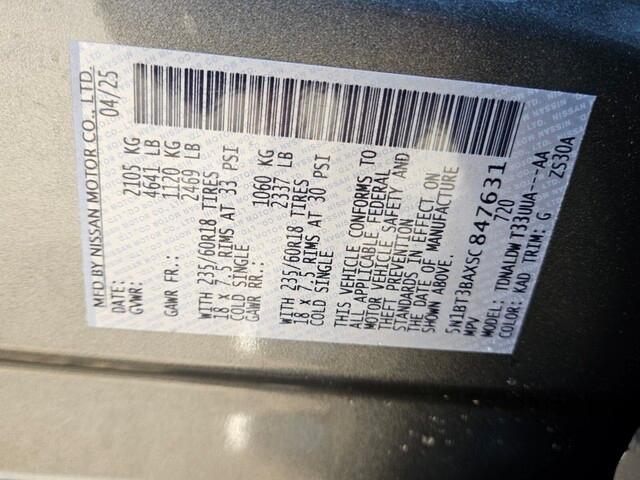 MFD BY NISSAN MOTOR CO., LTD.
DATE: 04/25
GVWR: 2105 KG
4641 LB
GAWR FR.: 1120 KG
2469 LB
WITH 235/60R18 TIRES
18 X 7.5 RIMS AT 33 PSI
COLD SINGLE
GAWR RR.: 1060 KG
2337 LB
WITH 235/60R18 TIRES
18 X 7.5 RIMS AT 30 PSI
COLD SINGLE
THIS VEHICLE CONFORMS TO
ALL APPLICABLE FEDERAL
MOTOR VEHICLE SAFETY AND
THEFT PREVENTION
STANDARDS IN EFFECT ON
THE DATE OF MANUFACTURE
SHOWN ABOVE.
5N1BT3BAXSC847631
MPV 720
MODEL: TDNALDWT33UUA---AA
COLOR: KAD TRIM: G ZS30A